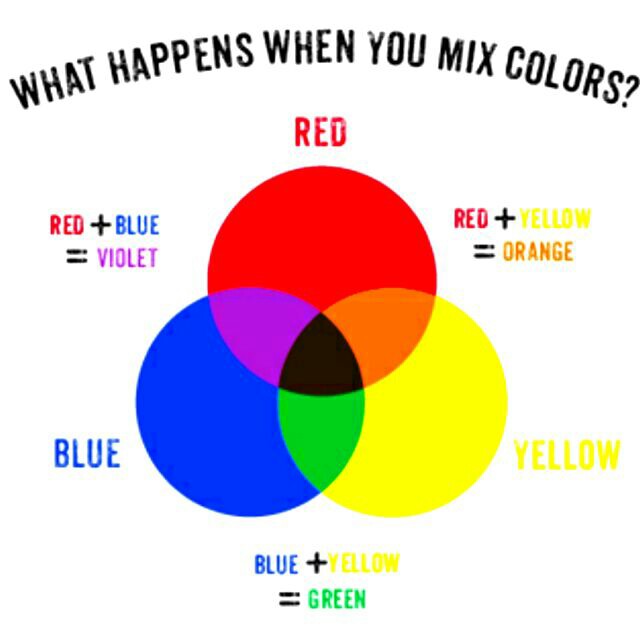 WHAT HAPPENS WHEN YOU MIX COLORS?
RED
RED + BLUE
= VIOLET
RED + YELLOW
= ORANGE
BLUE
YELLOW
BLUE + YELLOW
= GREEN